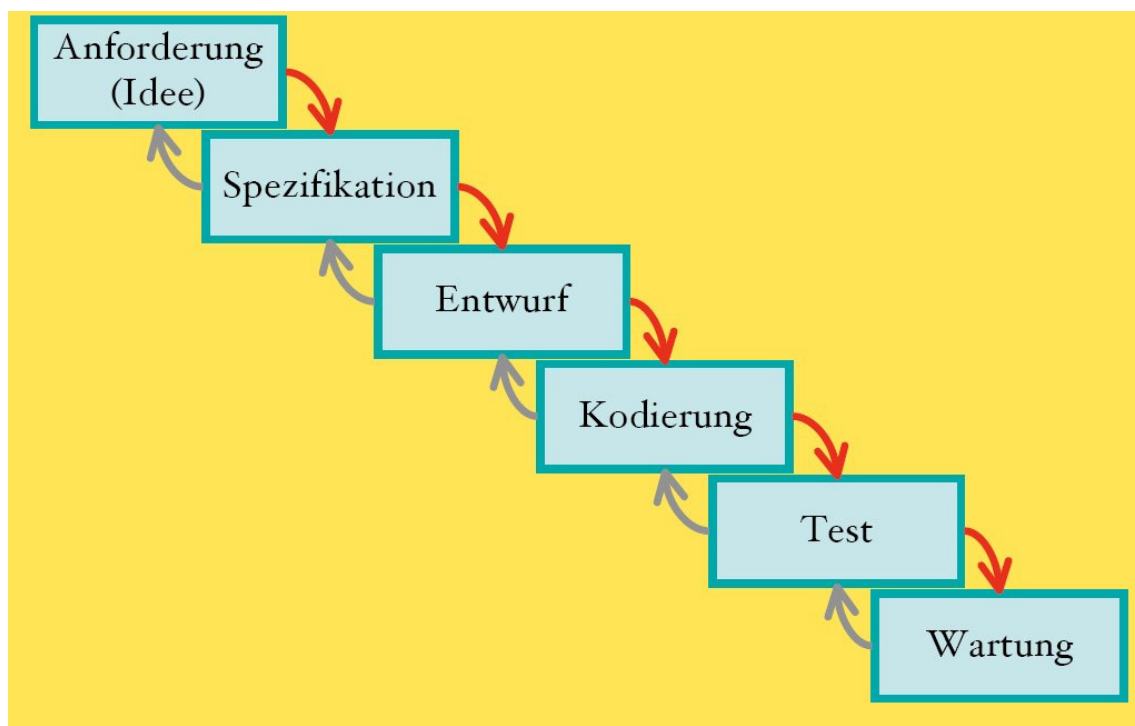 Anforderung
(Idee)
Spezifikation
Entwurf
Kodierung
Test
Wartung